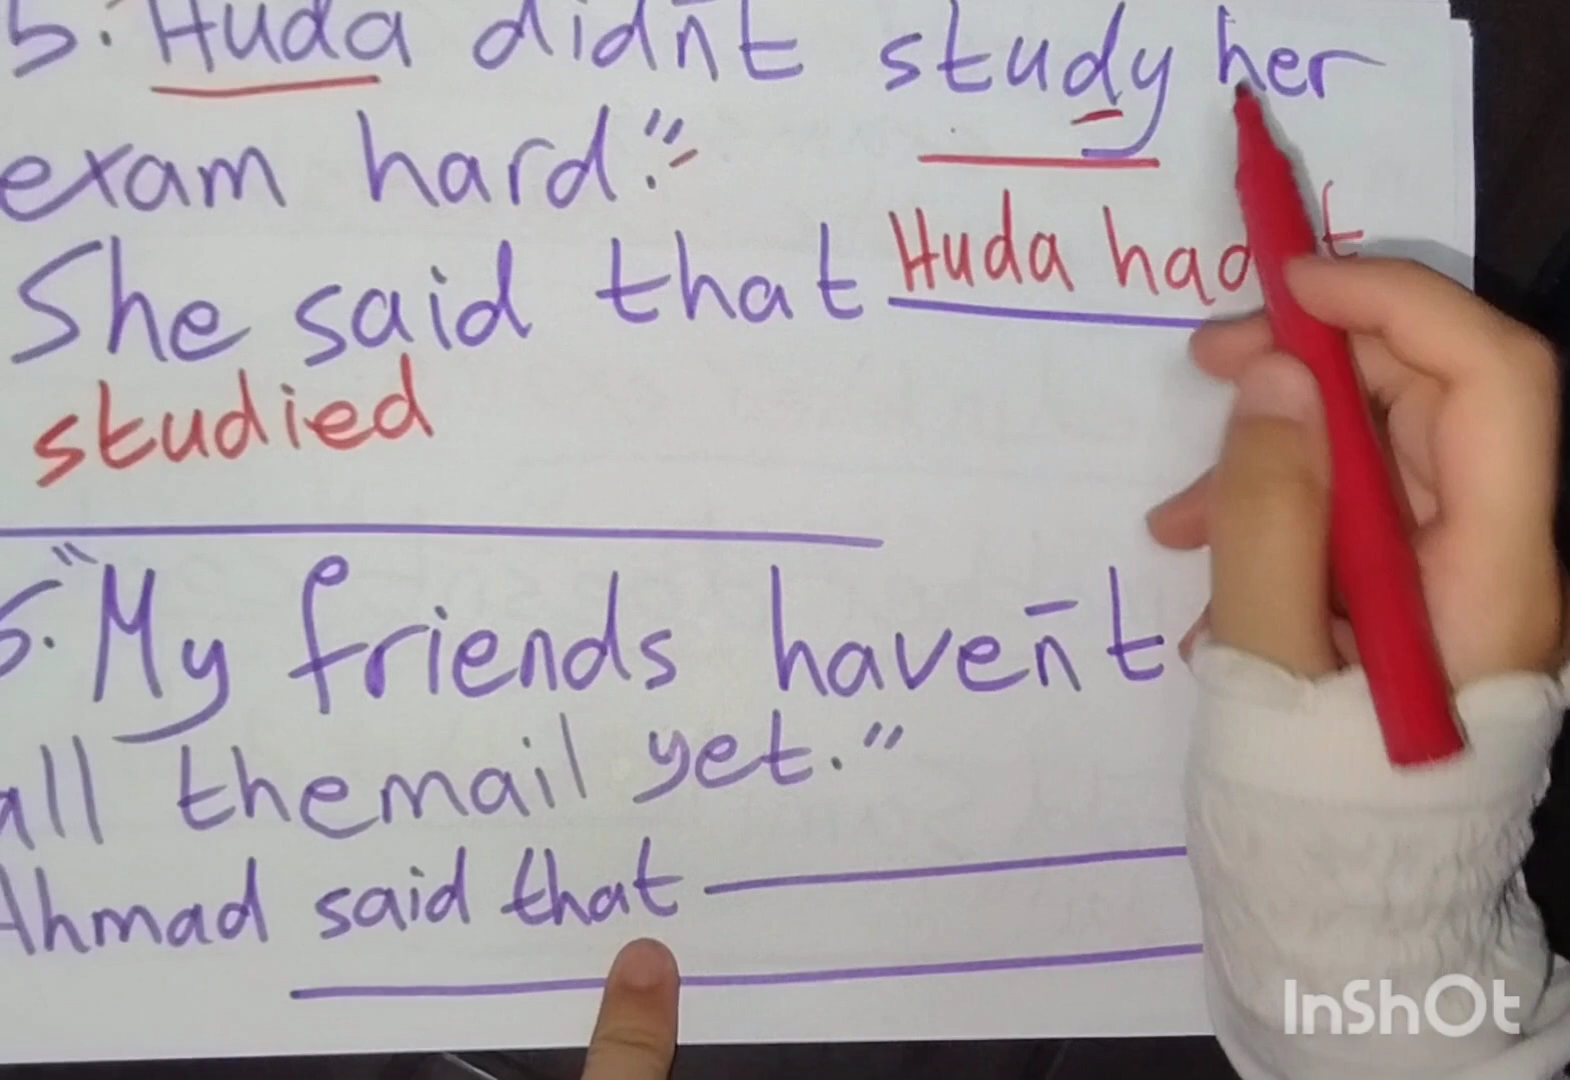 5. Huda didn't study her
exam hard."
She said that Huda had
studied
"My friends haven't
all the mail yet."
Ahmad said that
InShOt